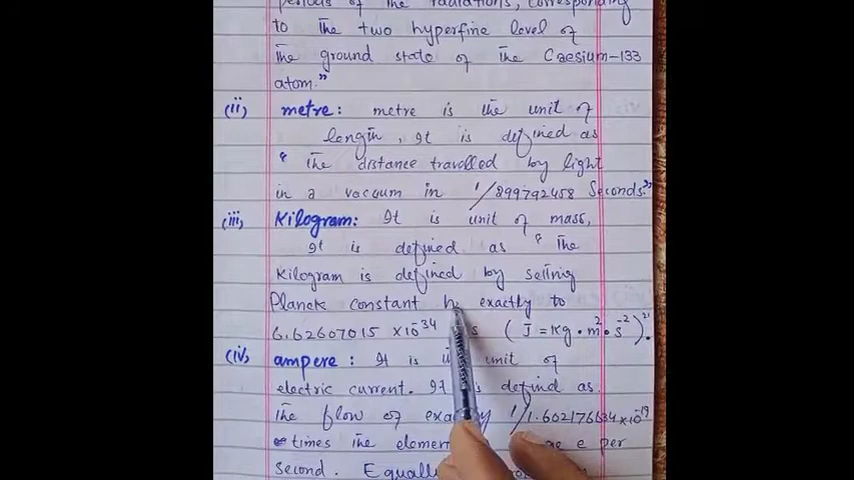 periods of the radiations, corresponding
to the two hyperfine level of
the ground state of the Caesium-133
atom."
(ii) metre: metre is the unit of
length, It is defined as
" the distance travelled by light
in a vacuum in 1/299792458 Seconds."
(iii) Kilogram: It is unit of mass,
It is defined as " The
Kilogram is defined by setting
Planck constant h exactly to
6.62607015 ×10⁻³⁴ s (J=Kg·m²·s⁻²)".
(iv) ampere: It is unit of
electric current. It is defind as.
The flow of exactly 1/1.602176634×10⁻¹⁹
times the e per
Second. Equally